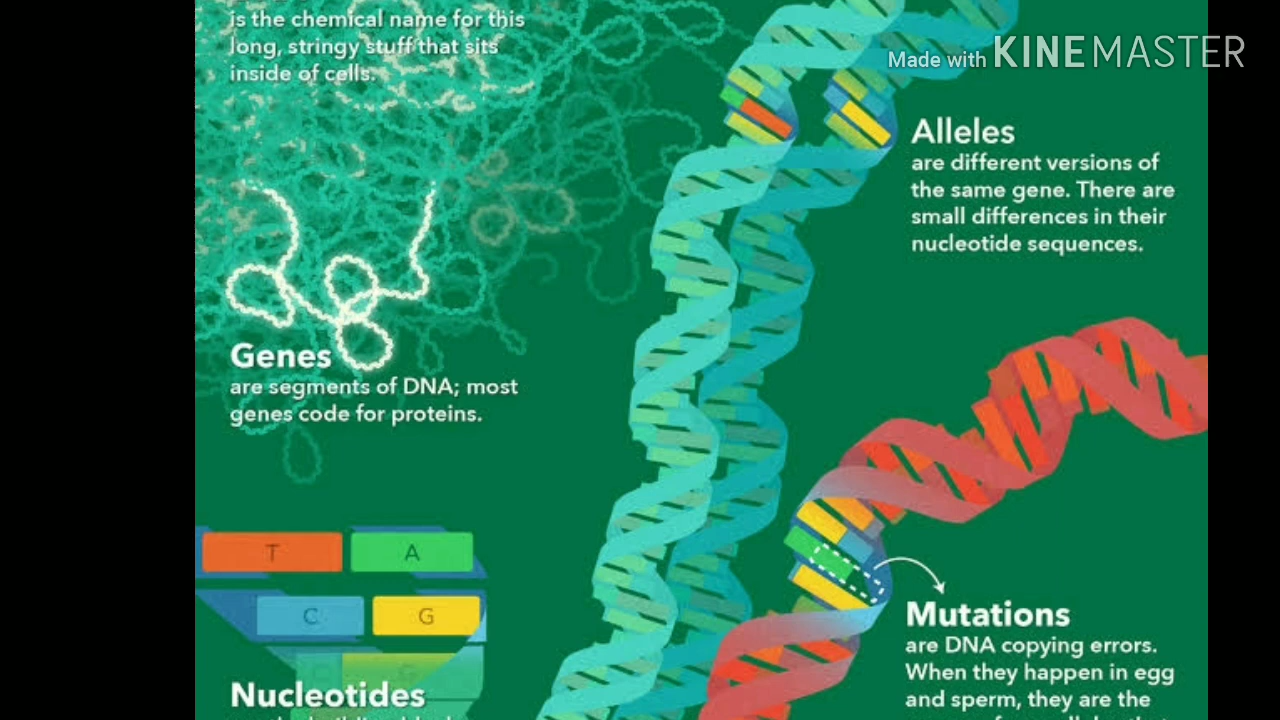 is the chemical name for this
long, stringy stuff that sits
inside of cells.
Made with KINEMASTER
Alleles
are different versions of
the same gene. There are
small differences in their
nucleotide sequences.
Genes
are segments of DNA; most
genes code for proteins.
T A
C G
Nucleotides
Mutations
are DNA copying errors.
When they happen in egg
and sperm, they are the